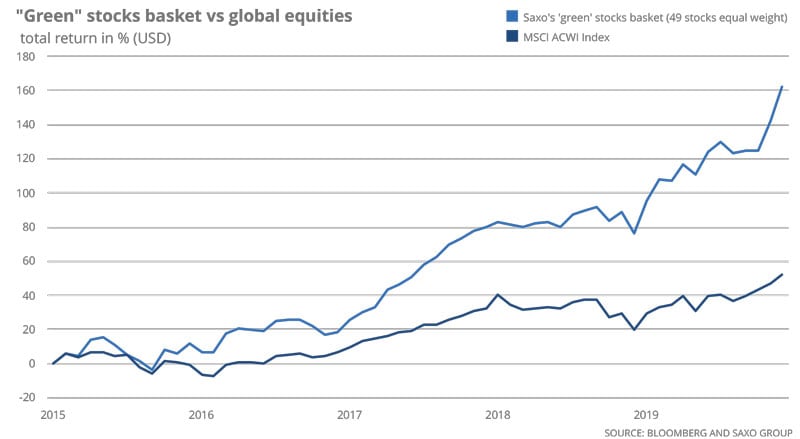 "Green" stocks basket vs global equities
total return in % (USD)
Saxo's 'green' stocks basket (49 stocks equal weight)
MSCI ACWI Index
180
160
140
120
100
80
60
40
20
0
-20
2015 2016 2017 2018 2019
SOURCE: BLOOMBERG AND SAXO GROUP